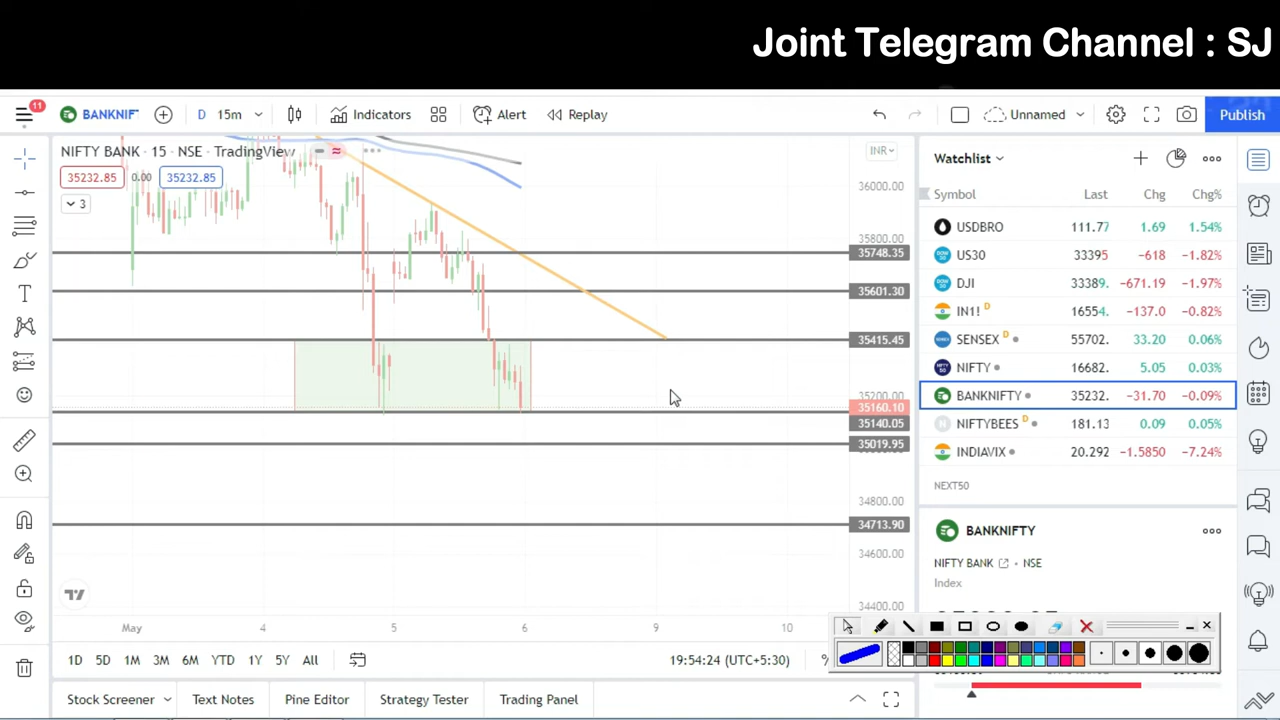 Joint Telegram Channel : SJ
11
BANKNIF
D 15m
Indicators
Alert
Replay
Unnamed
Publish
NIFTY BANK · 15 · NSE · TradingView
35232.85 0.00 35232.85
3
INR
36000.00
35800.00
35748.35
35601.30
35415.45
35200.00
35160.10
35140.05
35019.95
34800.00
34713.90
34600.00
34400.00
May 4 5 6 9 10
1D 5D 1M 3M 6M YTD 1Y 5Y All
19:54:24 (UTC+5:30)
Stock Screener Text Notes Pine Editor Strategy Tester Trading Panel
Watchlist
Symbol Last Chg Chg%
USDBRO 111.77 1.69 1.54%
US30 33395 −618 −1.82%
DJI 33389. −671.19 −1.97%
IN1! D 16554. −137.0 −0.82%
SENSEX D 55702. 33.20 0.06%
NIFTY 16682. 5.05 0.03%
BANKNIFTY 35232. −31.70 −0.09%
NIFTYBEES D 181.13 0.09 0.05%
INDIAVIX 20.292 −1.5850 −7.24%
NEXT50
BANKNIFTY
NIFTY BANK · NSE
Index